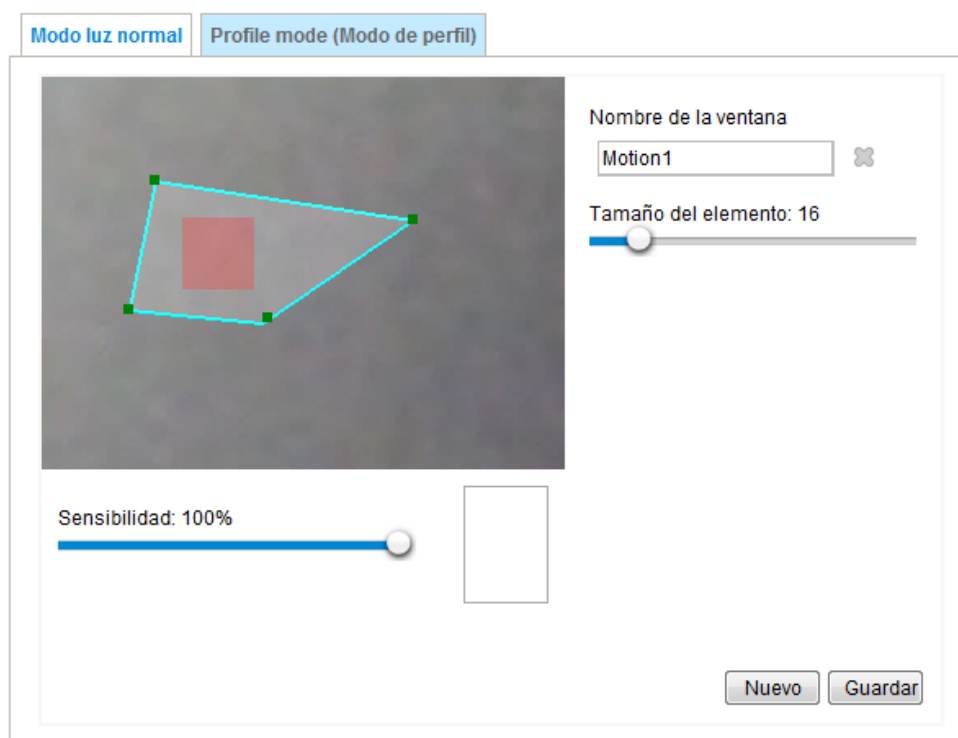 Modo luz normal Profile mode (Modo de perfil)
Nombre de la ventana
Motion1
Tamaño del elemento: 16
Sensibilidad: 100%
Nuevo Guardar